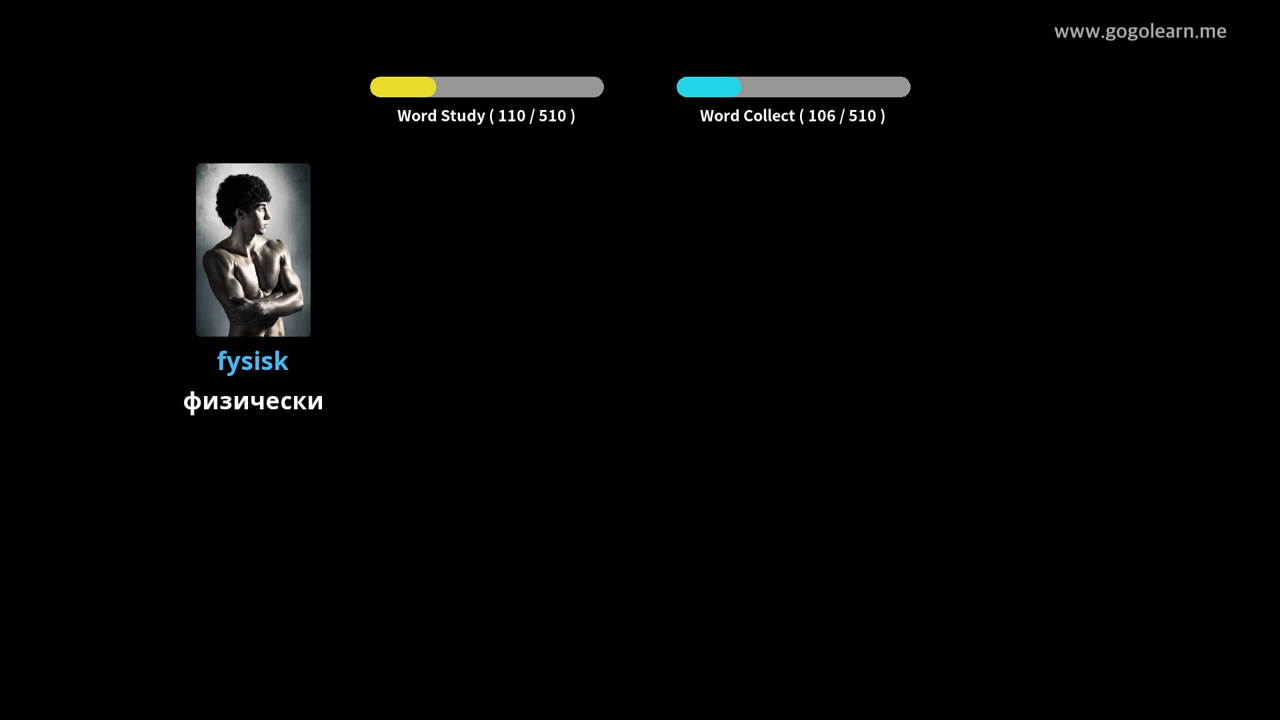 www.gogolearn.me
Word Study ( 110 / 510 )
Word Collect ( 106 / 510 )
fysisk
физически